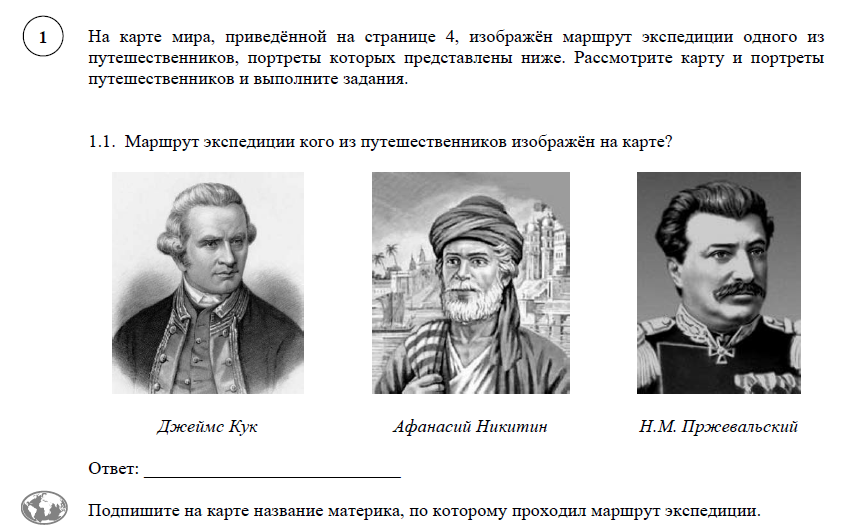 1
На карте мира, приведённой на странице 4, изображён маршрут экспедиции одного из
путешественников, портреты которых представлены ниже. Рассмотрите карту и портреты
путешественников и выполните задания.
1.1. Маршрут экспедиции кого из путешественников изображён на карте?
Джеймс Кук
Афанасий Никитин
Н.М. Пржевальский
Ответ: ____________________________
Подпишите на карте название материка, по которому проходил маршрут экспедиции.